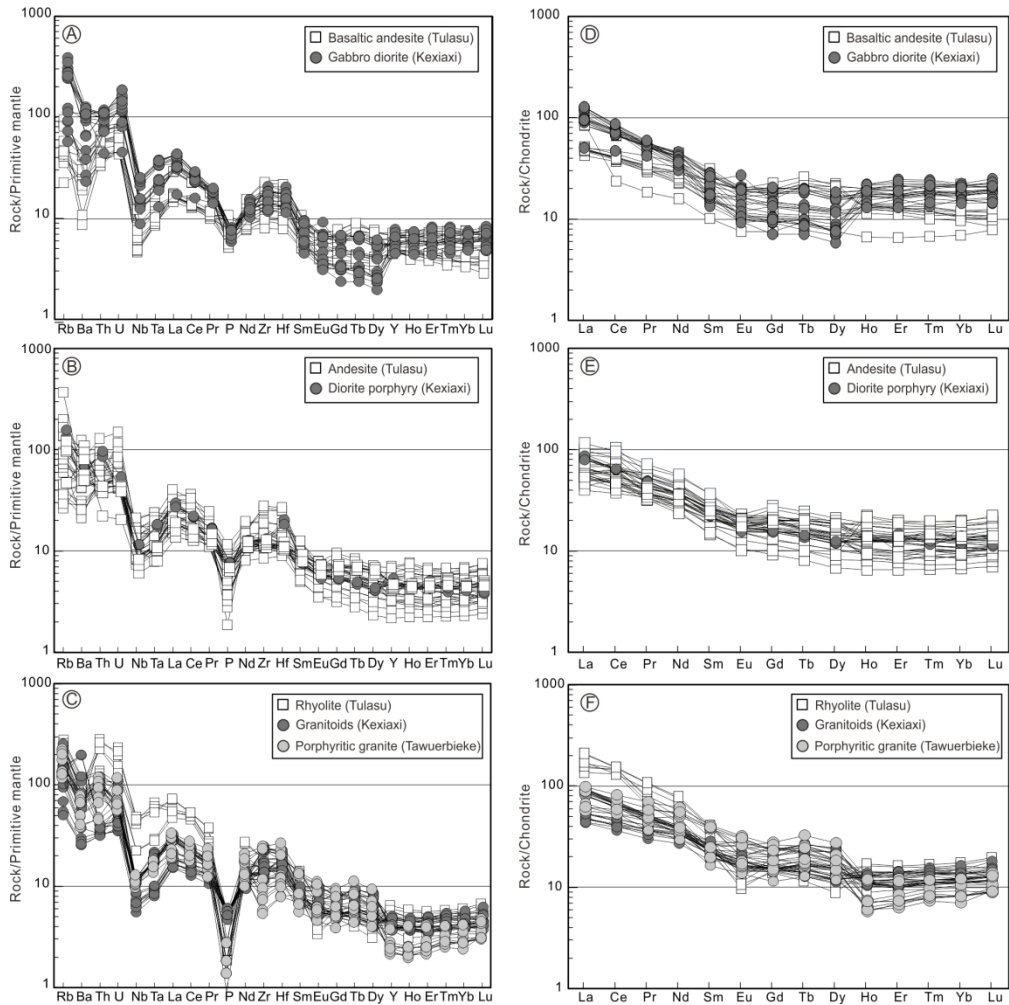 A
1000
100
10
1
Rock/Primitive mantle
Basaltic andesite (Tulasu)
Gabbro diorite (Kexiaxi)
Rb Ba Th U Nb Ta La Ce Pr P Nd Zr Hf Sm Eu Gd Tb Dy Y Ho Er Tm Yb Lu
D
1000
100
10
1
Rock/Chondrite
Basaltic andesite (Tulasu)
Gabbro diorite (Kexiaxi)
La Ce Pr Nd Sm Eu Gd Tb Dy Ho Er Tm Yb Lu
B
1000
100
10
1
Rock/Primitive mantle
Andesite (Tulasu)
Diorite porphyry (Kexiaxi)
Rb Ba Th U Nb Ta La Ce Pr P Nd Zr Hf Sm Eu Gd Tb Dy Y Ho Er Tm Yb Lu
E
1000
100
10
1
Rock/Chondrite
Andesite (Tulasu)
Diorite porphyry (Kexiaxi)
La Ce Pr Nd Sm Eu Gd Tb Dy Ho Er Tm Yb Lu
C
1000
100
10
1
Rock/Primitive mantle
Rhyolite (Tulasu)
Granitoids (Kexiaxi)
Porphyritic granite (Tawuerbieke)
Rb Ba Th U Nb Ta La Ce Pr P Nd Zr Hf Sm Eu Gd Tb Dy Y Ho Er Tm Yb Lu
F
1000
100
10
1
Rock/Chondrite
Rhyolite (Tulasu)
Granitoids (Kexiaxi)
Porphyritic granite (Tawuerbieke)
La Ce Pr Nd Sm Eu Gd Tb Dy Ho Er Tm Yb Lu